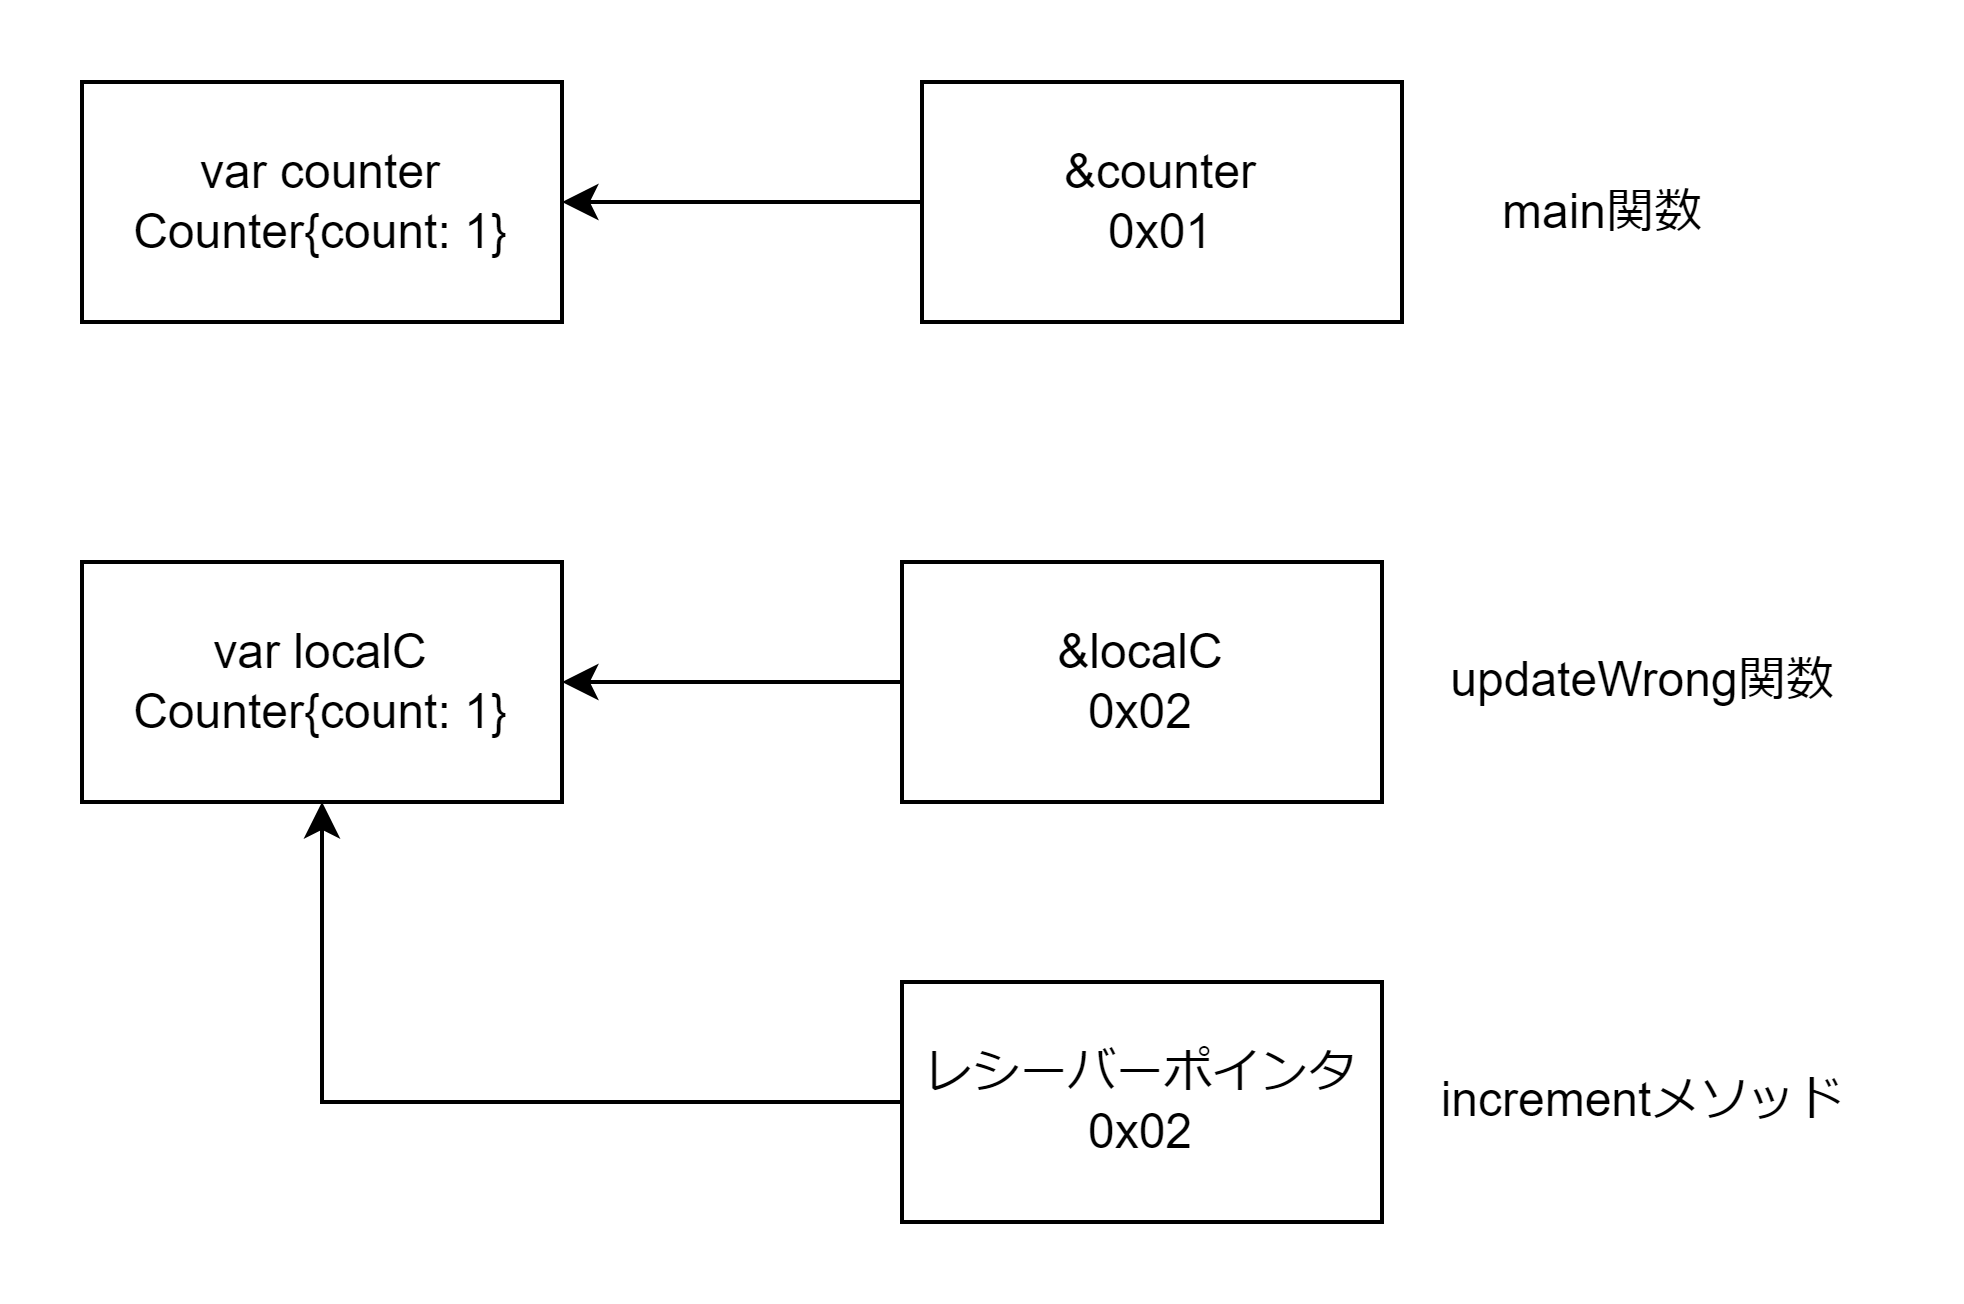 var counter
Counter{count: 1}
&counter
0x01
main関数
var localC
Counter{count: 1}
&localC
0x02
updateWrong関数
レシーバーポインタ
0x02
incrementメソッド